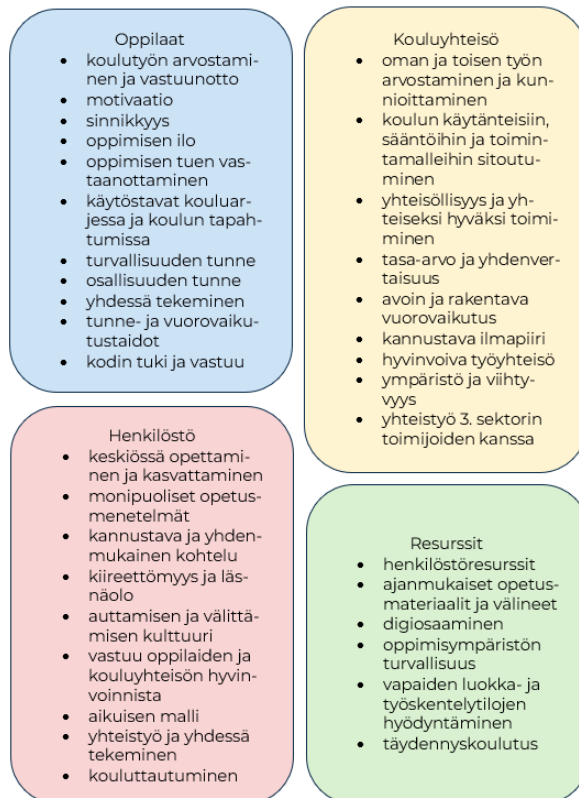 Oppilaat
• koulutyön arvostami-
nen ja vastuunotto
• motivaatio
• sinnikkyys
• oppimisen ilo
• oppimisen tuen vas-
taanottaminen
• käytöstavat kouluar-
jessa ja koulun tapah-
tumissa
• turvallisuuden tunne
• osallisuuden tunne
• yhdessä tekeminen
• tunne- ja vuorovaiku-
tustaidot
• kodin tuki ja vastuu
Kouluyhteisö
• oman ja toisen työn
arvostaminen ja kun-
nioittaminen
• koulun käytänteisiin,
sääntöihin ja toimin-
tamalleihin sitoutu-
minen
• yhteisöllisyys ja yh-
teiseksi hyväksi toimi-
minen
• tasa-arvo ja yhdenver-
taisuus
• avoin ja rakentava
vuorovaikutus
• kannustava ilmapiiri
• hyvinvoiva työyhteisö
• ympäristö ja viihty-
vyys
• yhteistyö 3. sektorin
toimijoiden kanssa
Henkilöstö
• keskiössä opettami-
nen ja kasvattaminen
• monipuoliset opetus-
menetelmät
• kannustava ja yhden-
mukainen kohtelu
• kiireettömyys ja läs-
näolo
• auttamisen ja välittä-
misen kulttuuri
• vastuu oppilaiden ja
kouluyhteisön hyvin-
voinnista
• aikuisen malli
• yhteistyö ja yhdessä
tekeminen
• kouluttautuminen
Resurssit
• henkilöstöresurssit
• ajanmukaiset opetus-
materiaalit ja välineet
• digiosaaminen
• oppimisympäristön
turvallisuus
• vapaiden luokka- ja
työskentelytilojen
hyödyntäminen
• täydennyskoulutus